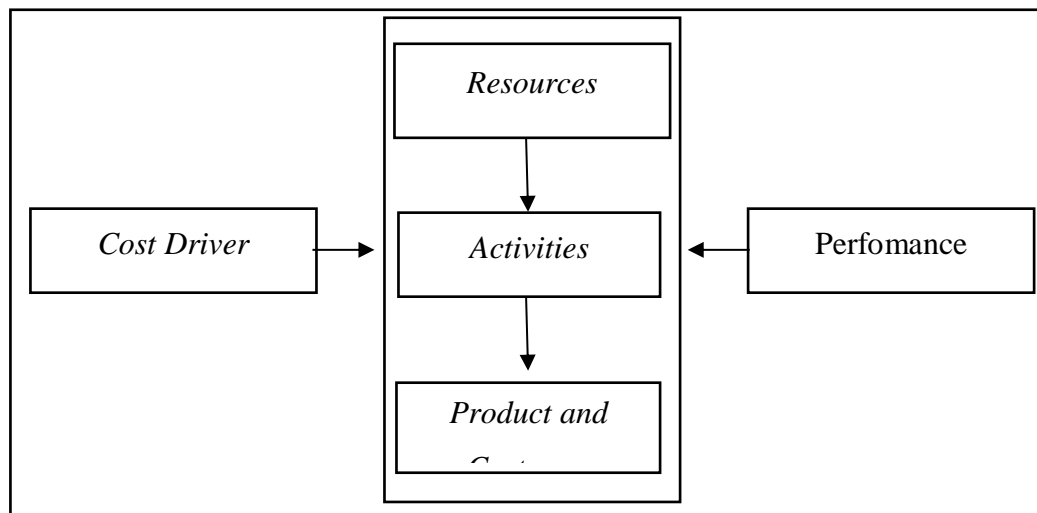 Resources
Cost Driver
Activities
Perfomance
Product and